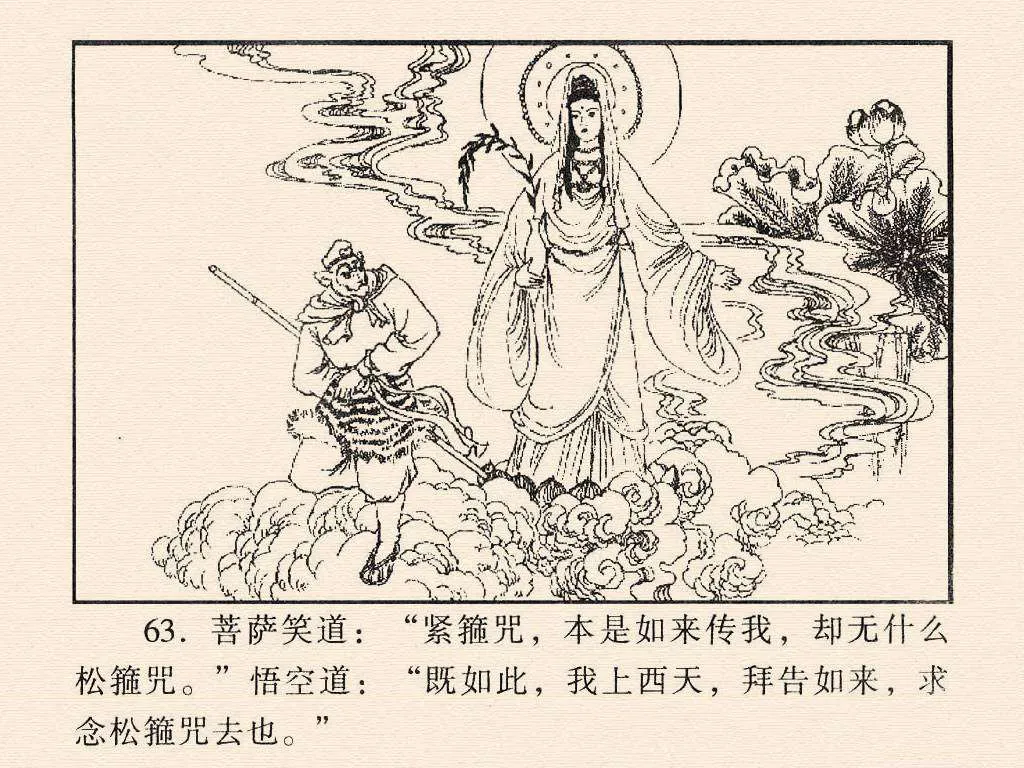 63. 菩萨笑道：“紧箍咒，本是如来传我，却无什么
松箍咒。”悟空道：“既如此，我上西天，拜告如来，求
念松箍咒去也。”